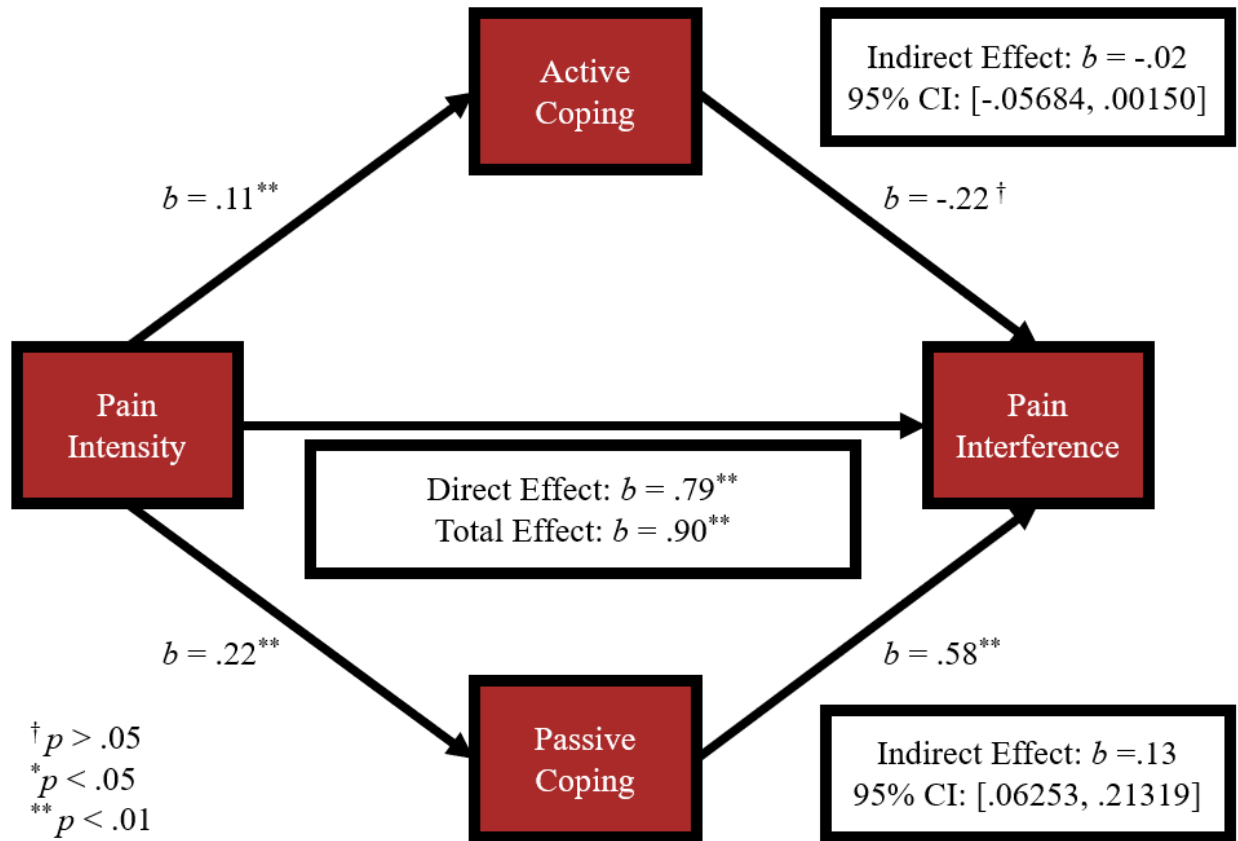 Active
Coping
Indirect Effect: b = -.02
95% CI: [-.05684, .00150]
b = .11**
b = -.22 †
Pain
Intensity
Pain
Interference
Direct Effect: b = .79**
Total Effect: b = .90**
b = .22**
b = .58**
Passive
Coping
† p > .05
*p < .05
** p < .01
Indirect Effect: b =.13
95% CI: [.06253, .21319]